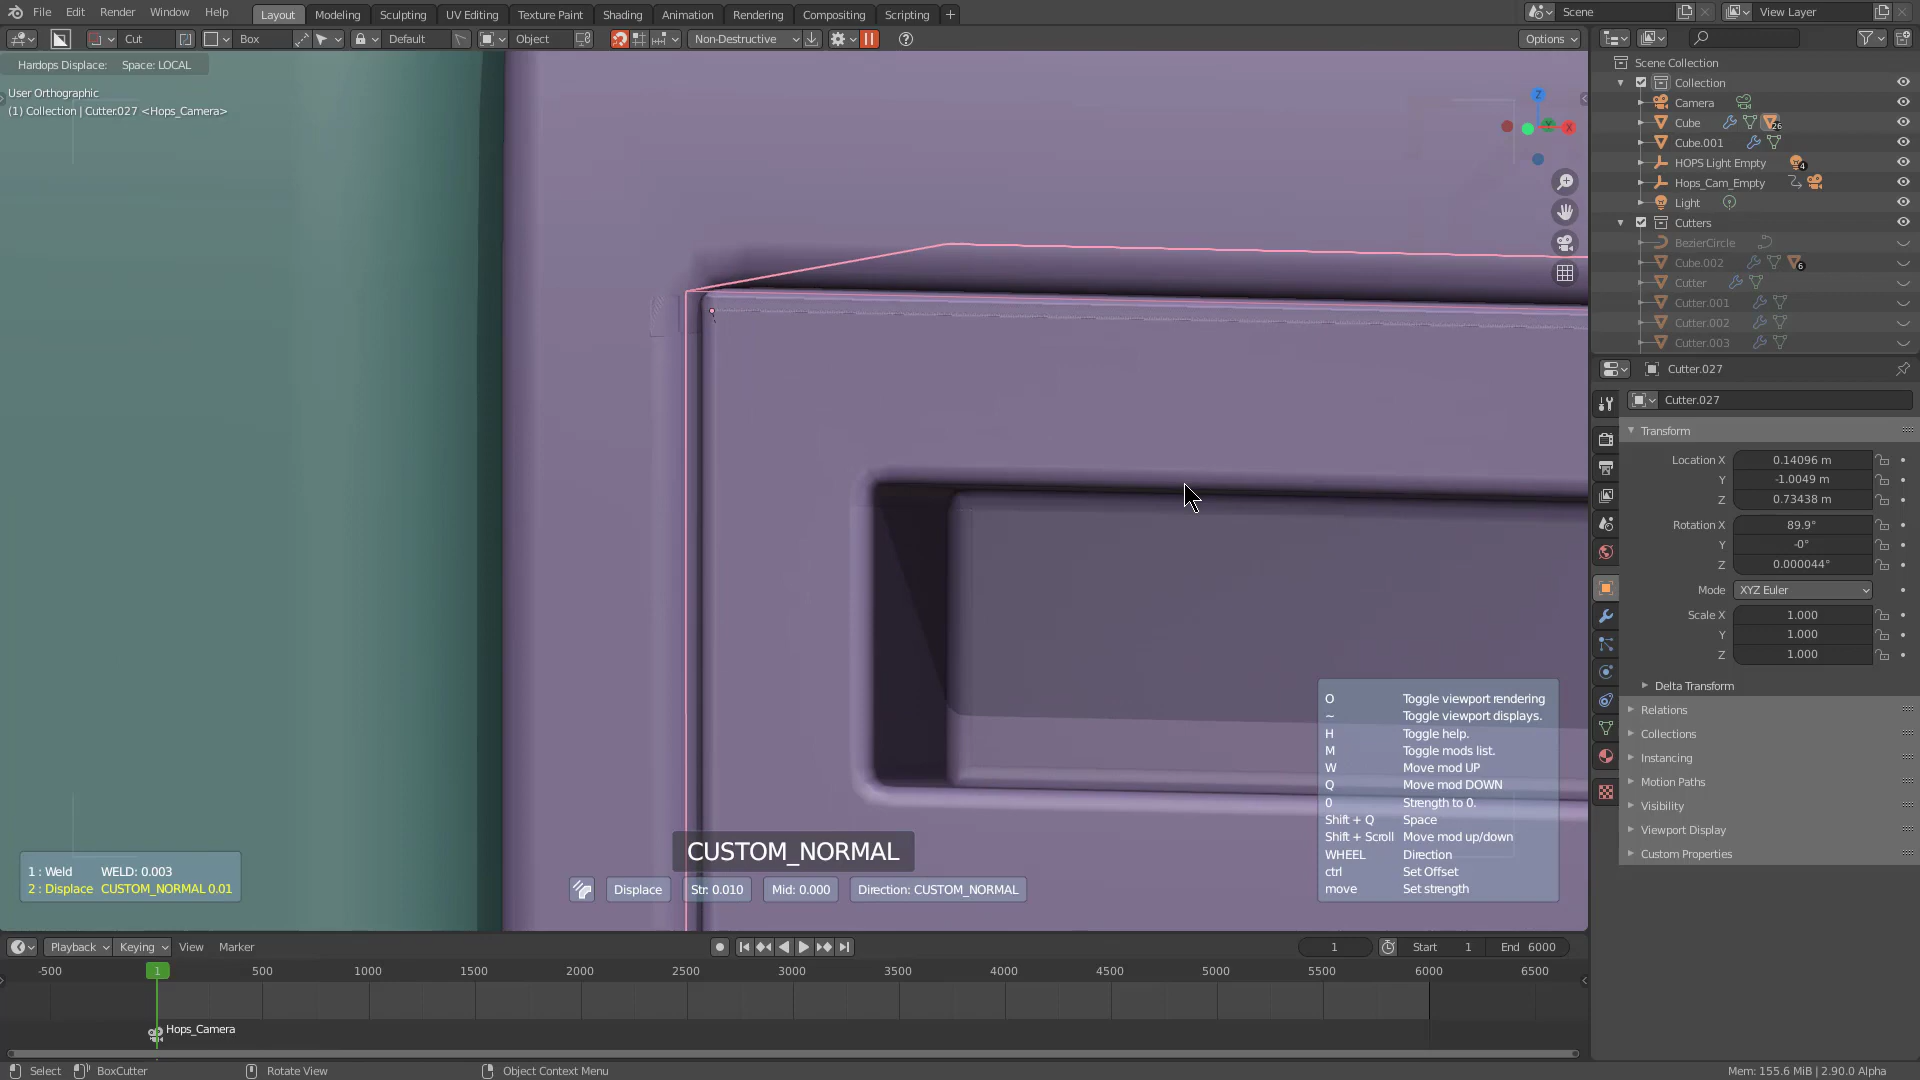 File Edit Render Window Help Layout Modeling Sculpting UV Editing Texture Paint Shading Animation Rendering Compositing Scripting + Scene View Layer
Cut Box Default Object Non-Destructive Options
Hardops Displace: Space: LOCAL
User Orthographic
(1) Collection | Cutter.027 <Hops_Camera>
Z
X
Y
O Toggle viewport rendering
~ Toggle viewport displays.
H Toggle help.
M Toggle mods list.
W Move mod UP
Q Move mod DOWN
0 Strength to 0.
Shift + Q Space
Shift + Scroll Move mod up/down
WHEEL Direction
ctrl Set Offset
move Set strength
CUSTOM_NORMAL
Displace Str: 0.010 Mid: 0.000 Direction: CUSTOM_NORMAL
1 : Weld WELD: 0.003
2 : Displace CUSTOM_NORMAL 0.01
Scene Collection
Collection
Camera
Cube 26
Cube.001
HOPS Light Empty 4
Hops_Cam_Empty
Light
Cutters
BezierCircle
Cube.002 6
Cutter
Cutter.001
Cutter.002
Cutter.003
Cutter.027
Cutter.027
Transform
Location X 0.14096 m
Y -1.0049 m
Z 0.73438 m
Rotation X 89.9°
Y -0°
Z 0.000044°
Mode XYZ Euler
Scale X 1.000
Y 1.000
Z 1.000
Delta Transform
Relations
Collections
Instancing
Motion Paths
Visibility
Viewport Display
Custom Properties
Playback Keying View Marker 1 Start 1 End 6000
-500 1 500 1000 1500 2000 2500 3000 3500 4000 4500 5000 5500 6000 6500
Hops_Camera
Select BoxCutter Rotate View Object Context Menu Mem: 155.6 MiB | 2.90.0 Alpha